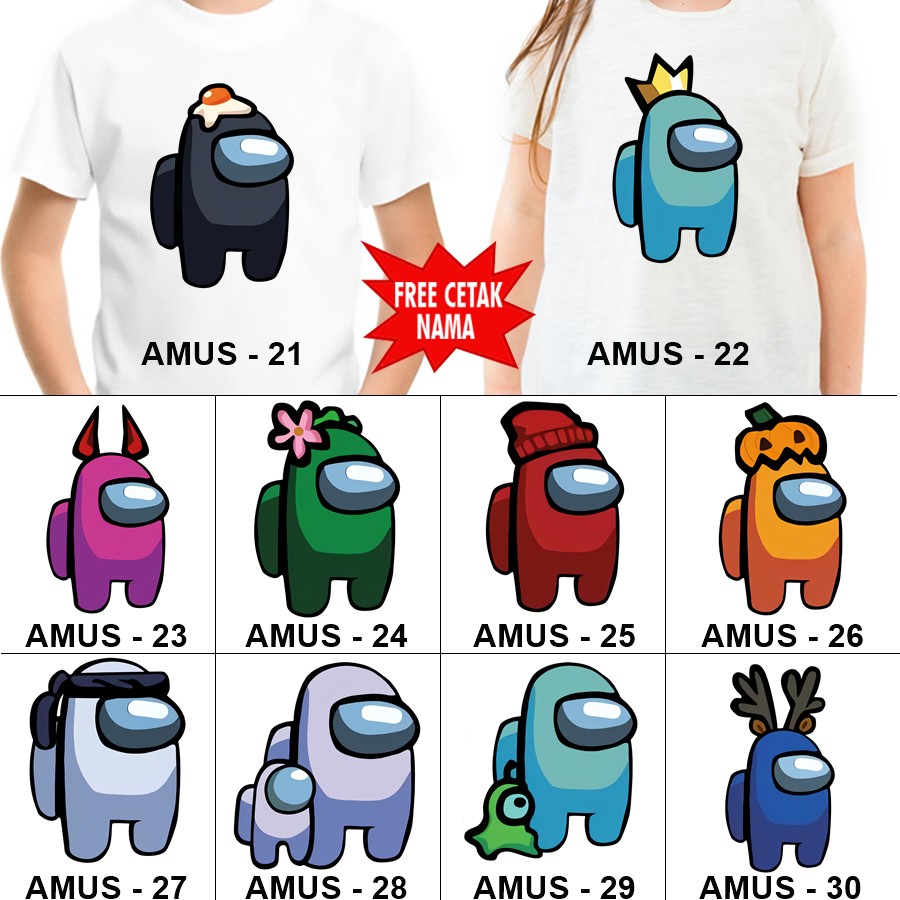 FREE CETAK
NAMA
AMUS - 21
AMUS - 22
AMUS - 23
AMUS - 24
AMUS - 25
AMUS - 26
AMUS - 27
AMUS - 28
AMUS - 29
AMUS - 30